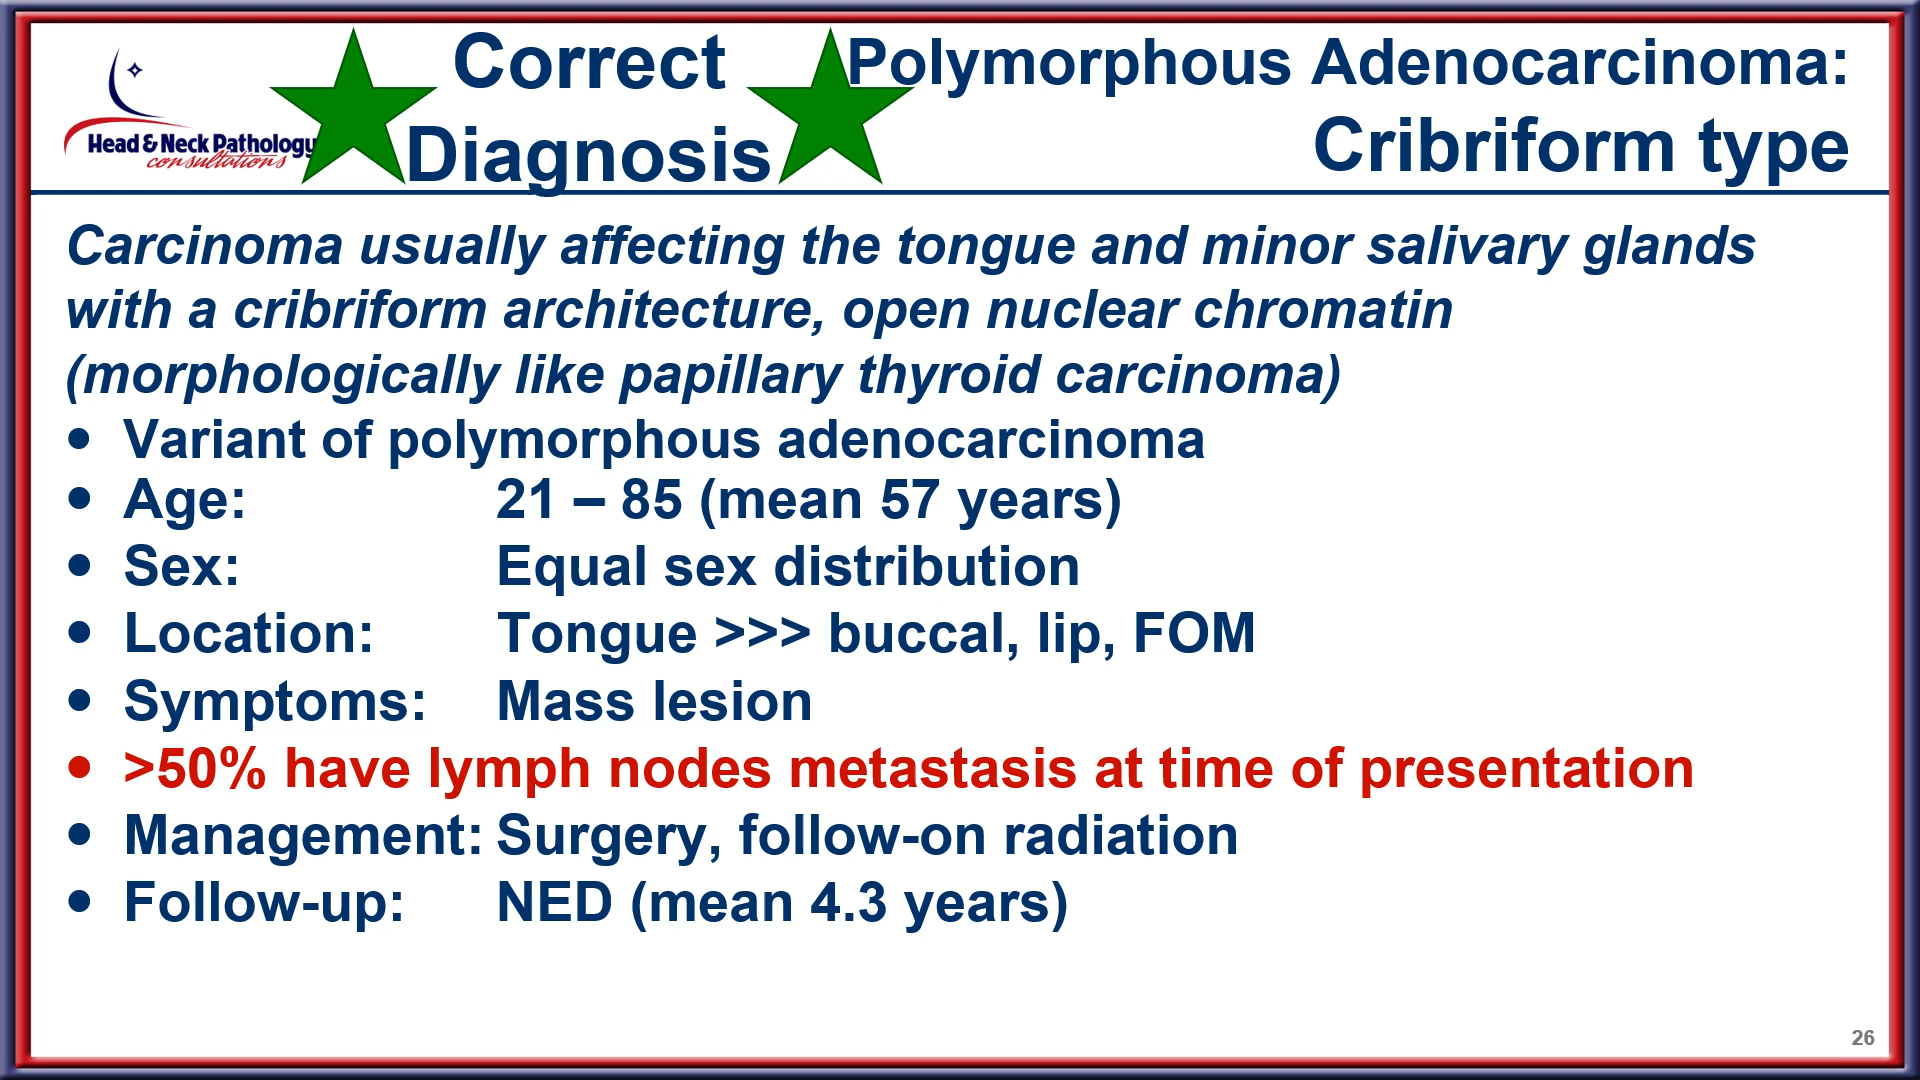 Head & Neck Pathology
consultations
Correct
Diagnosis
Polymorphous Adenocarcinoma:
Cribriform type
Carcinoma usually affecting the tongue and minor salivary glands
with a cribriform architecture, open nuclear chromatin
(morphologically like papillary thyroid carcinoma)
• Variant of polymorphous adenocarcinoma
• Age: 21 – 85 (mean 57 years)
• Sex: Equal sex distribution
• Location: Tongue >>> buccal, lip, FOM
• Symptoms: Mass lesion
• >50% have lymph nodes metastasis at time of presentation
• Management: Surgery, follow-on radiation
• Follow-up: NED (mean 4.3 years)
26